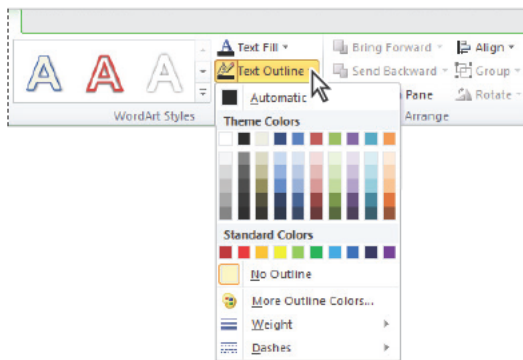 Text Fill
Bring Forward
Align
Text Outline
Send Backward
Group
Automatic
Pane
Rotate
WordArt Styles
Arrange
Theme Colors
Standard Colors
No Outline
More Outline Colors...
Weight
Dashes